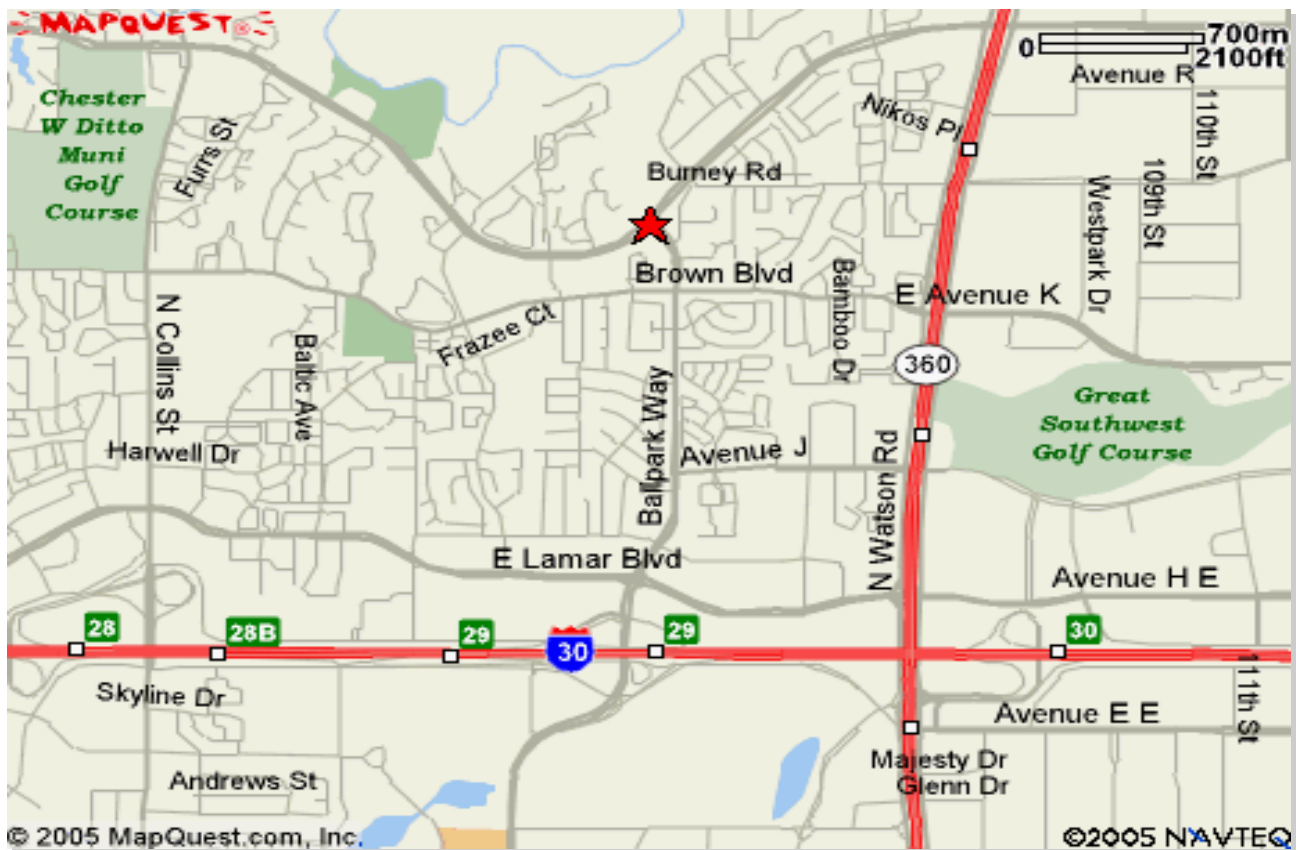 MAPQUEST
0
700m
2100ft
Avenue R
Chester
W Ditto
Muni
Golf
Course
Furrs St
Nikos Pl
110th St
Burney Rd
109th St
Westpark Dr
Brown Blvd
Bamboo Dr
E Avenue K
N Collins St
Baltic Ave
Frazee Ct
360
Ballpark Way
Great
Southwest
Golf Course
Harwell Dr
Avenue J
N Watson Rd
E Lamar Blvd
Avenue H E
28
28B
29
30
29
30
Skyline Dr
111th St
Avenue E E
Andrews St
Majesty Dr
Glenn Dr
© 2005 MapQuest.com, Inc.
©2005 NAVTEQ